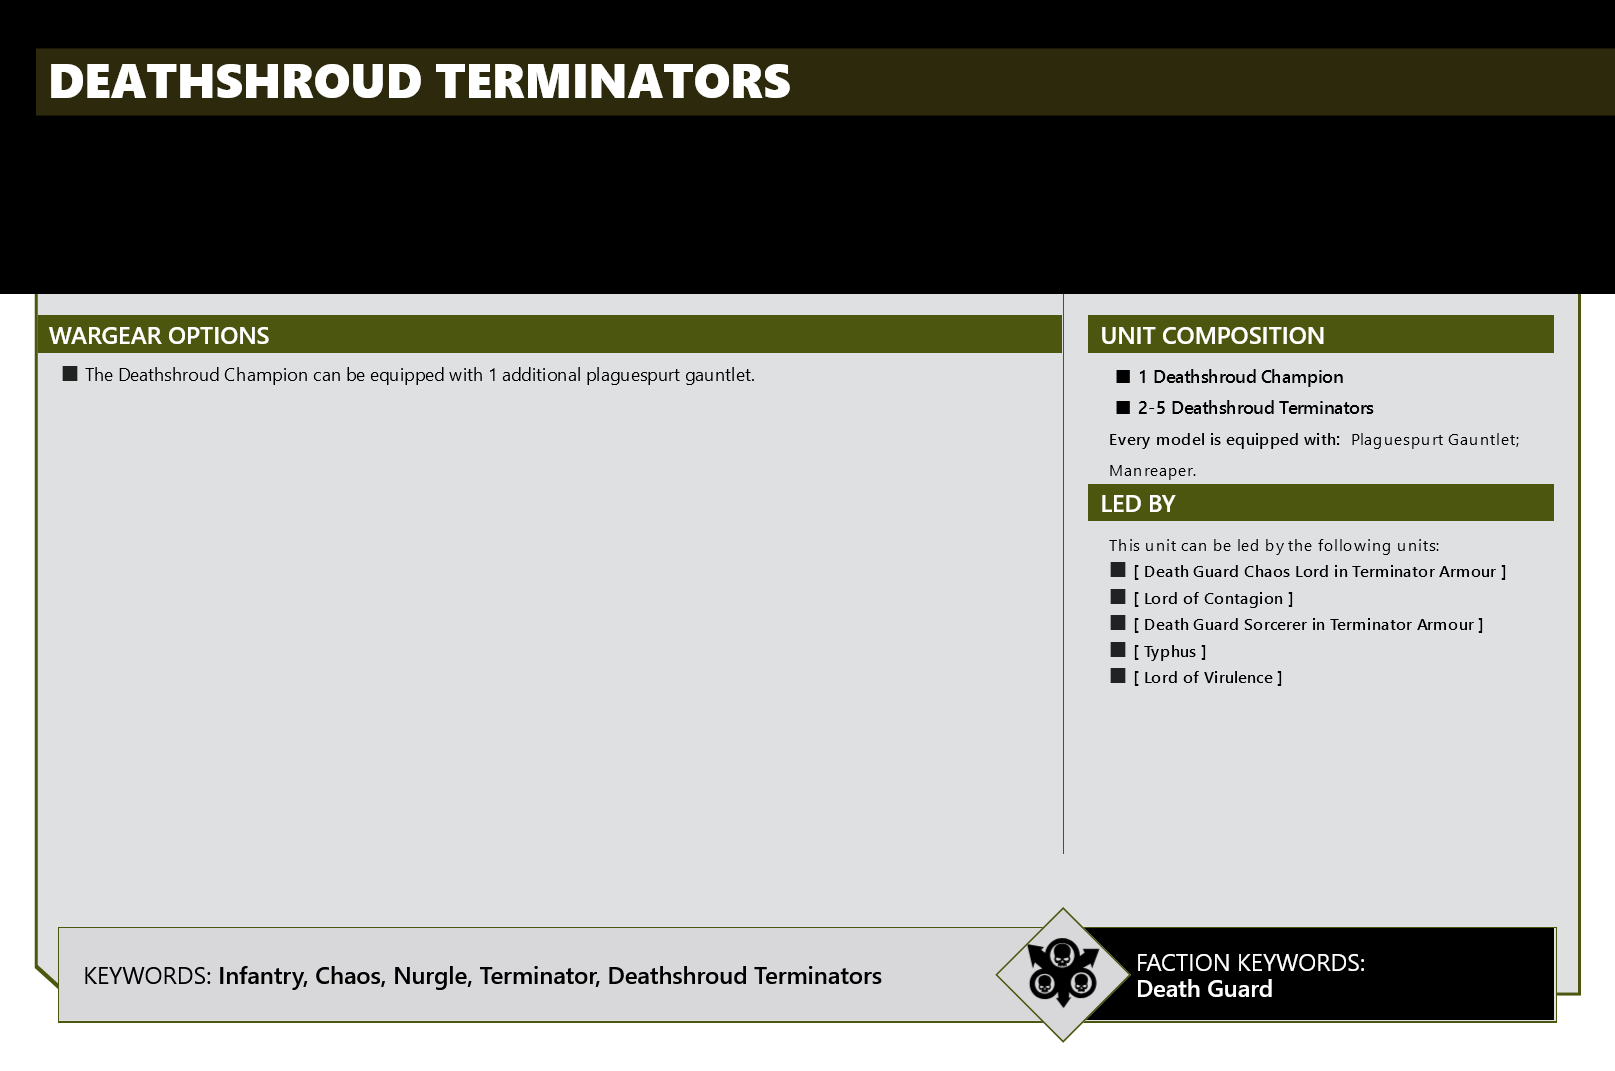 DEATHSHROUD TERMINATORS
WARGEAR OPTIONS
■ The Deathshroud Champion can be equipped with 1 additional plaguespurt gauntlet.
UNIT COMPOSITION
■ 1 Deathshroud Champion
■ 2-5 Deathshroud Terminators
Every model is equipped with: Plaguespurt Gauntlet;
Manreaper.
LED BY
This unit can be led by the following units:
■ [ Death Guard Chaos Lord in Terminator Armour ]
■ [ Lord of Contagion ]
■ [ Death Guard Sorcerer in Terminator Armour ]
■ [ Typhus ]
■ [ Lord of Virulence ]
KEYWORDS: Infantry, Chaos, Nurgle, Terminator, Deathshroud Terminators
FACTION KEYWORDS:
Death Guard